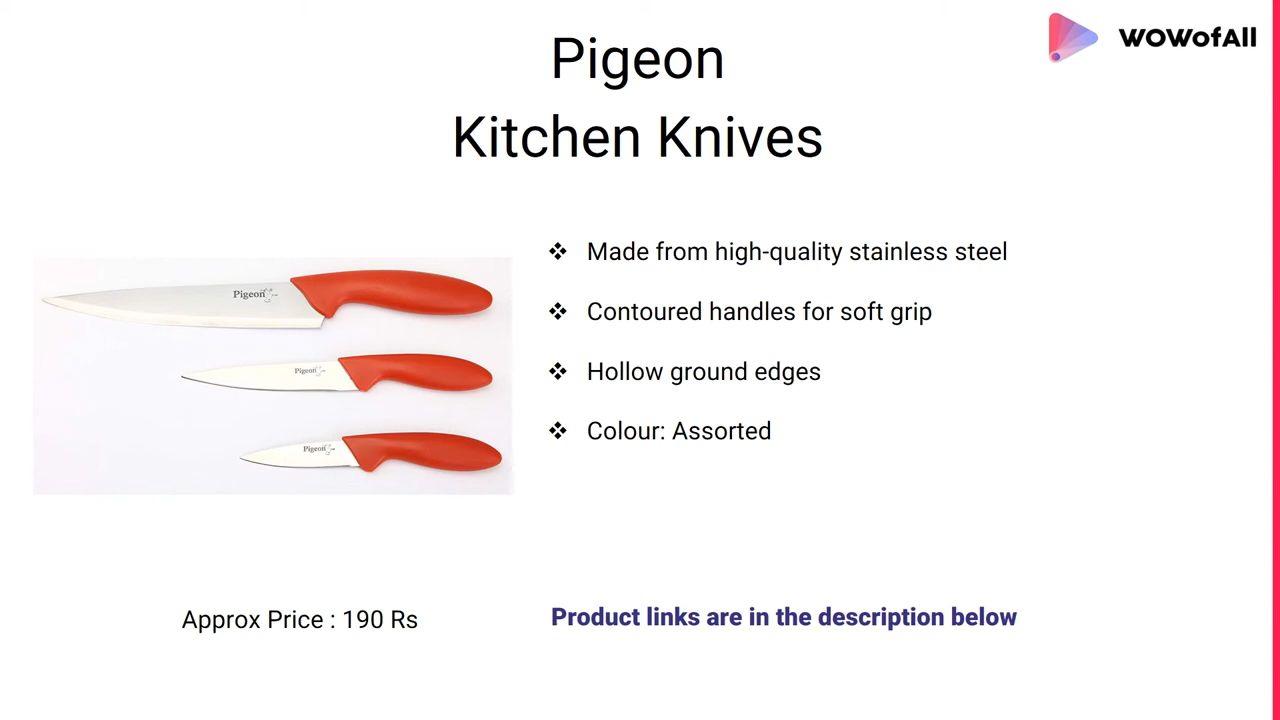 WOWofAll
Pigeon
Kitchen Knives
Made from high-quality stainless steel
Contoured handles for soft grip
Hollow ground edges
Colour: Assorted
Pigeon
Pigeon
Pigeon
Approx Price : 190 Rs
Product links are in the description below